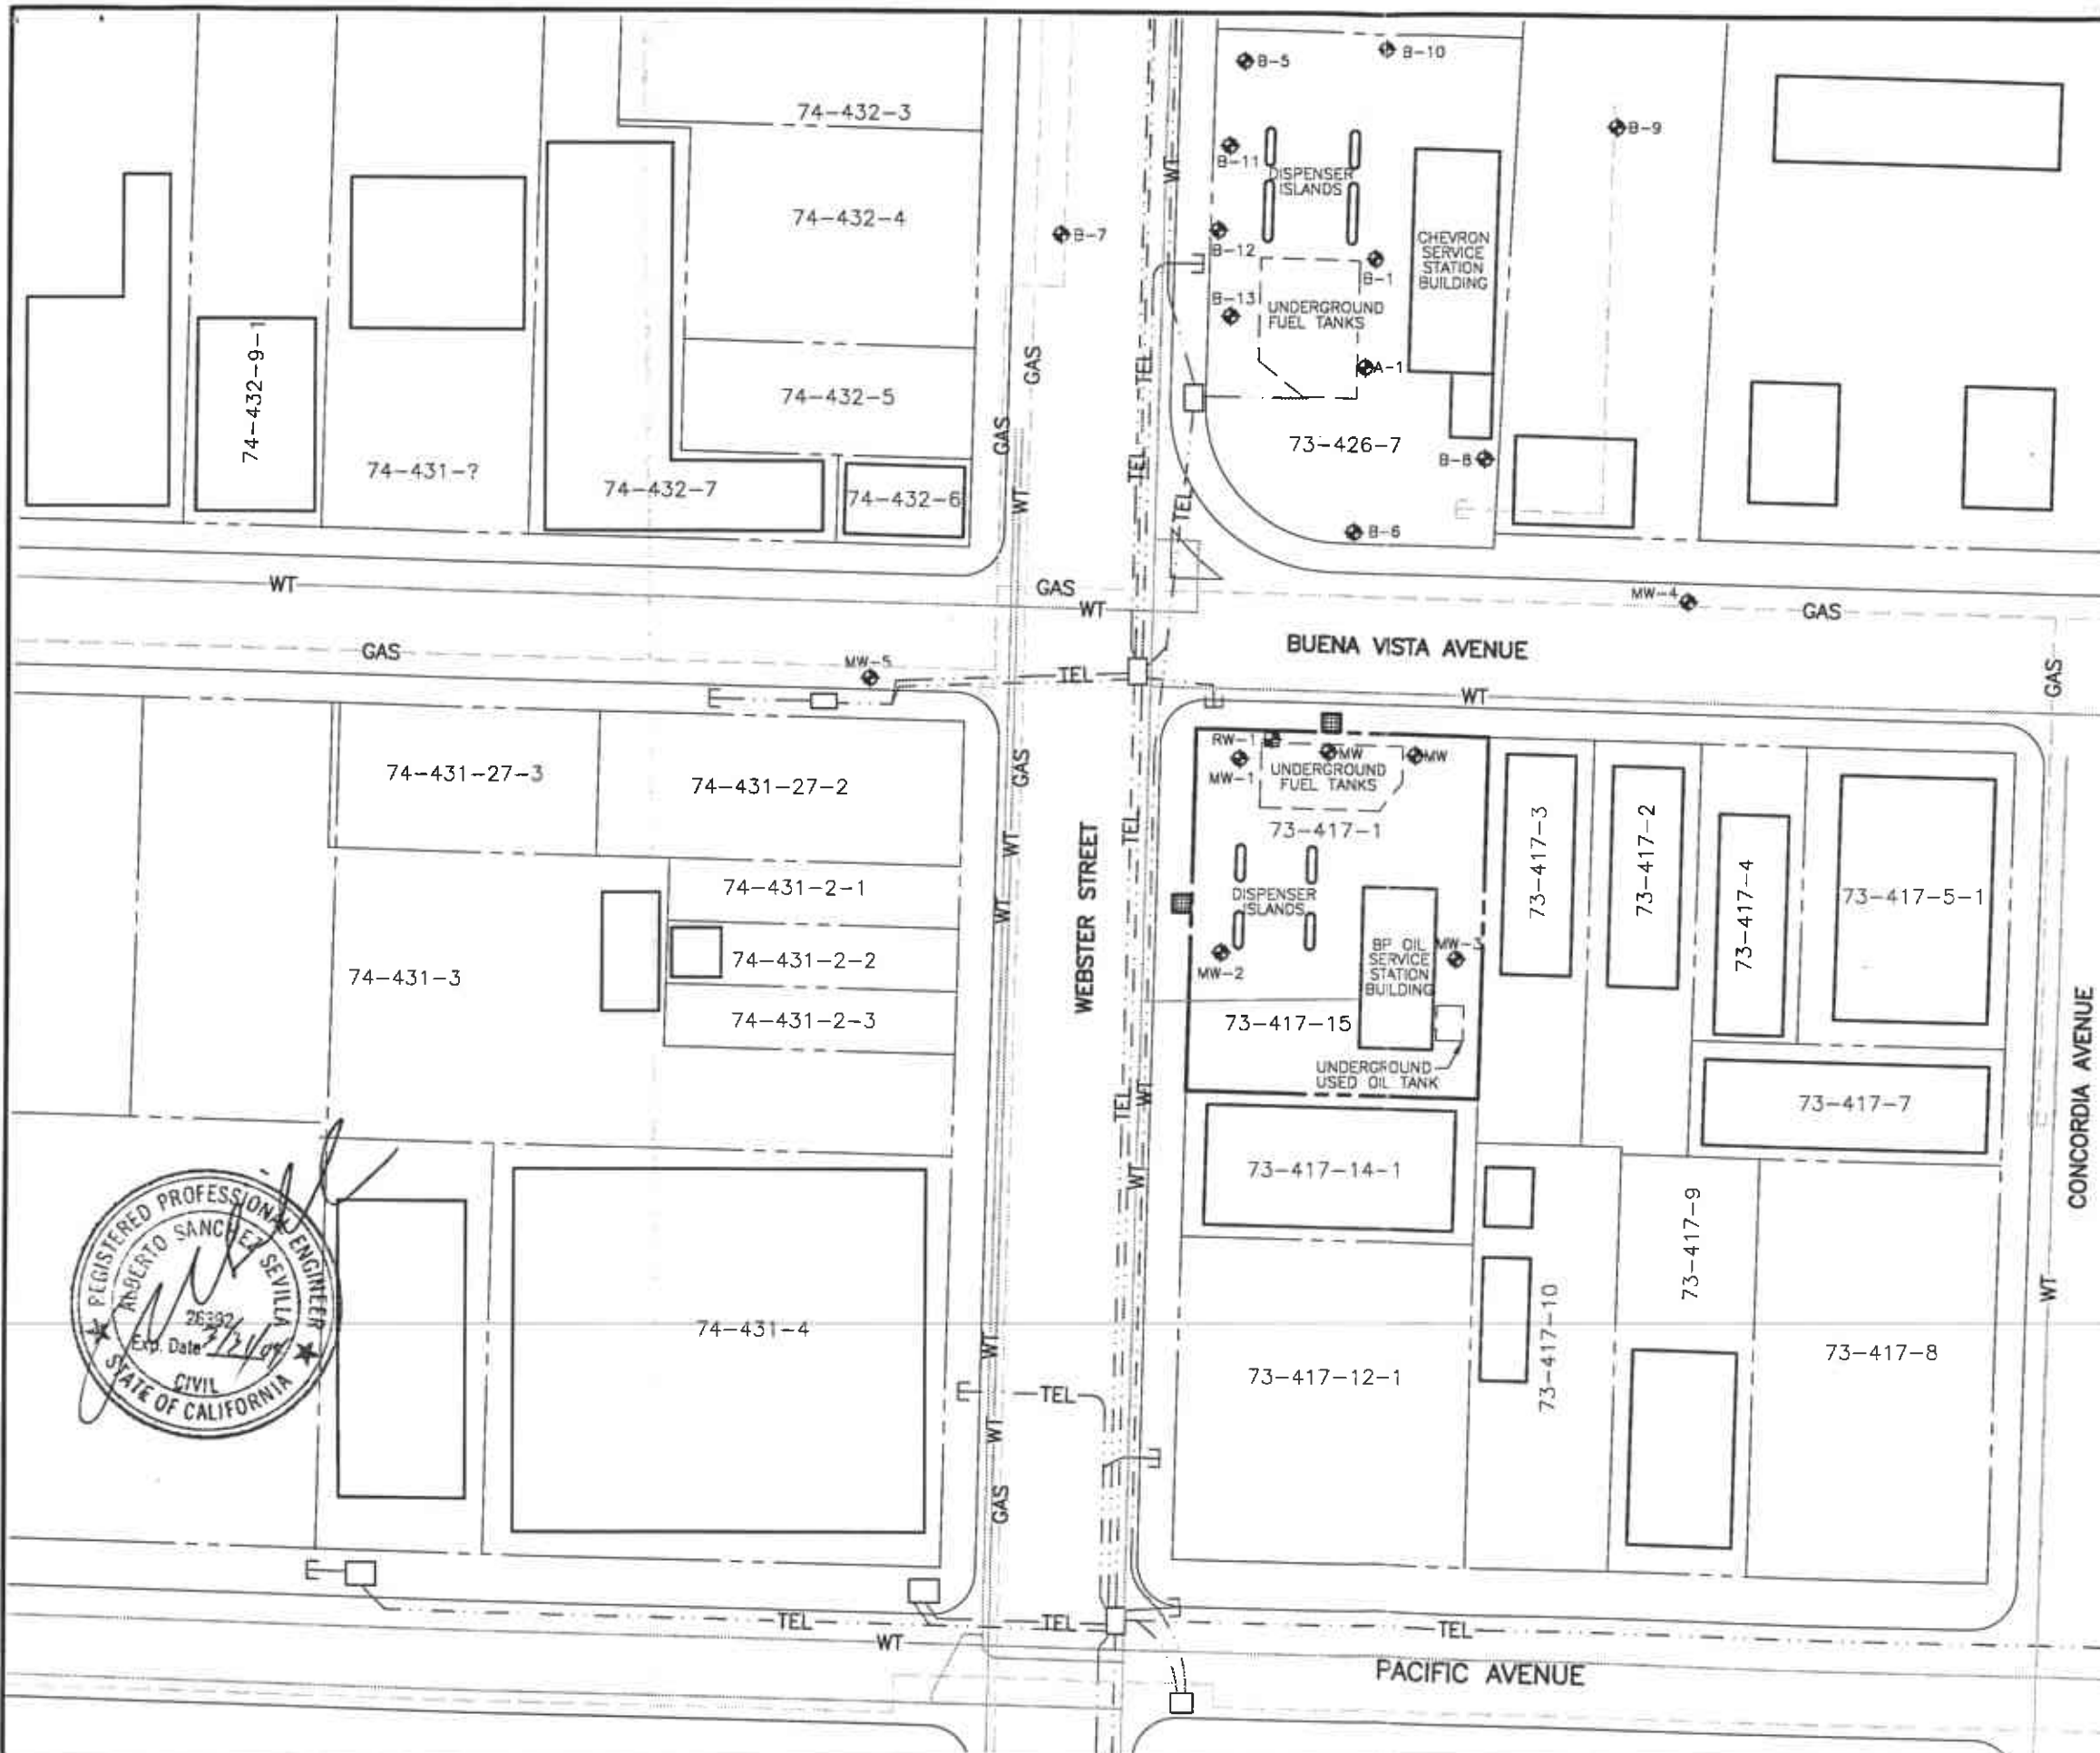 B-5
B-10
74-432-3
B-9
B-11
WT
DISPENSER
ISLANDS
74-432-4
B-7
B-12
CHEVRON
SERVICE
STATION
BUILDING
B-1
B-13
UNDERGROUND
FUEL TANKS
74-432-9-1
GAS
TEL
A-1
74-432-5
GAS
73-426-7
74-431-?
TEL
B-8
74-432-7
74-432-6
WT
TEL
B-6
WT
GAS
WT
MW-4
GAS
BUENA VISTA AVENUE
GAS
MW-5
TEL
WT
GAS
RW-1
MW
MW
MW-1
UNDERGROUND
FUEL TANKS
74-431-27-3
74-431-27-2
GAS
TEL
73-417-1
WT
WEBSTER STREET
73-417-3
73-417-2
73-417-4
73-417-5-1
74-431-2-1
DISPENSER
ISLANDS
WT
74-431-3
74-431-2-2
MW-2
BP OIL
SERVICE
STATION
BUILDING
MW-3
74-431-2-3
73-417-15
UNDERGROUND
USED OIL TANK
CONCORDIA AVENUE
TEL
WT
73-417-7
73-417-14-1
WT
73-417-9
REGISTERED PROFESSIONAL ENGINEER
ALBERTO SANCHEZ SEVILLA
26392
Exp. Date 3/31/04
CIVIL
STATE OF CALIFORNIA
WT
74-431-4
WT
73-417-12-1
73-417-10
73-417-8
TEL
WT
GAS
TEL
TEL
TEL
WT
PACIFIC AVENUE